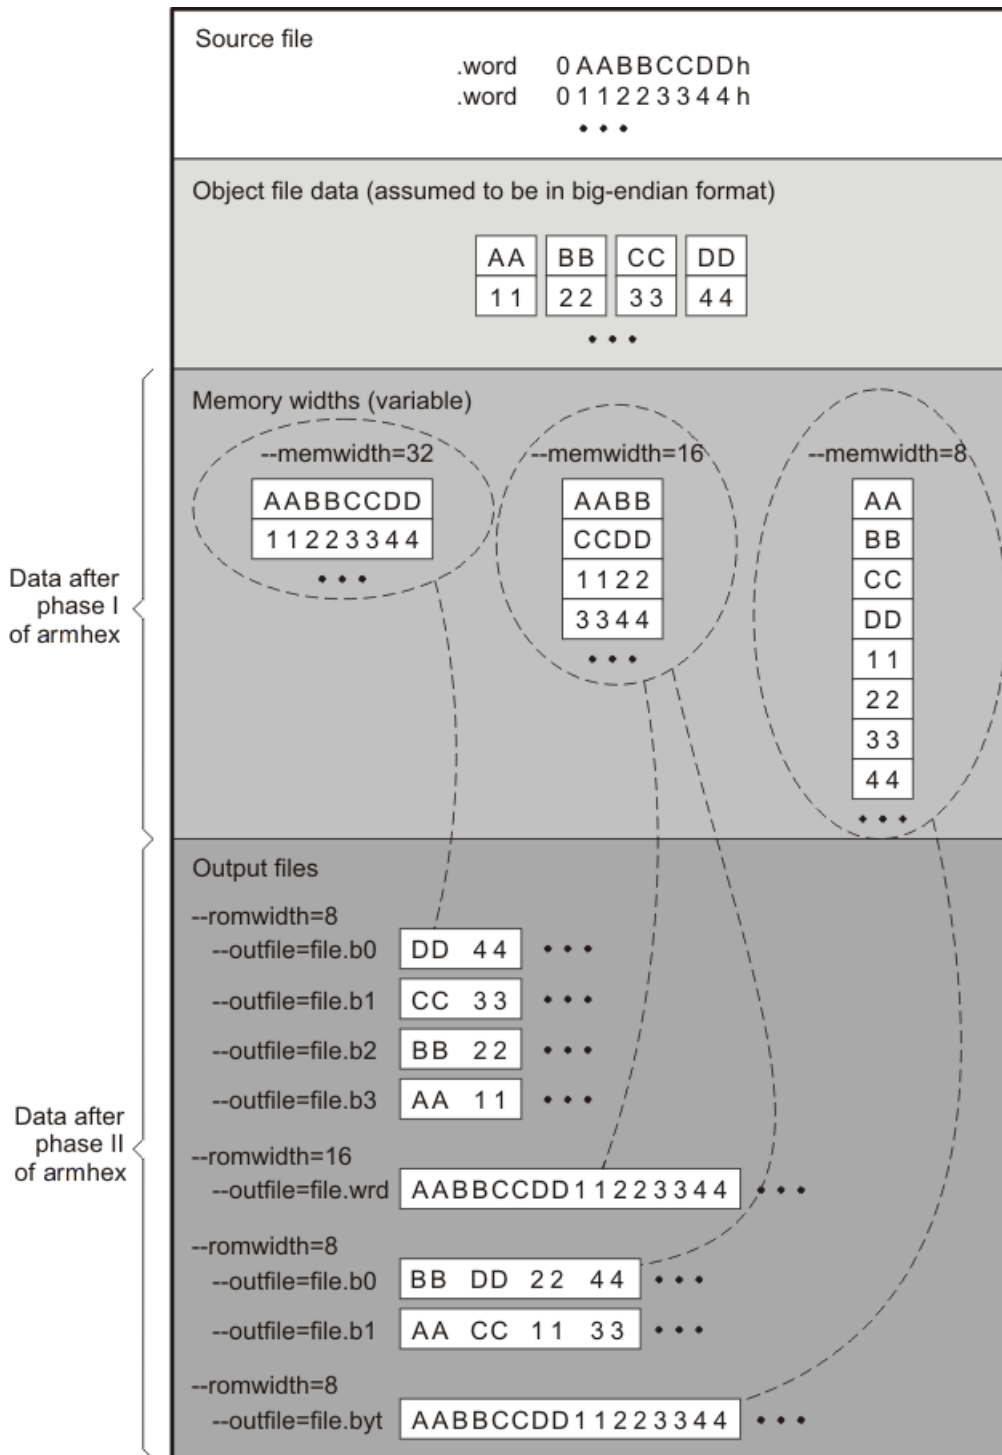 Source file
.word 0AABBCCDDh
.word 011223344h
• • •
Object file data (assumed to be in big-endian format)
AA BB CC DD
11 22 33 44
• • •
Data after
phase I
of armhex
Memory widths (variable)
--memwidth=32
AABBCCDD
11223344
• • •
--memwidth=16
AABB
CCDD
1122
3344
• • •
--memwidth=8
AA
BB
CC
DD
11
22
33
44
• • •
Data after
phase II
of armhex
Output files
--romwidth=8
--outfile=file.b0 DD 44 • • •
--outfile=file.b1 CC 33 • • •
--outfile=file.b2 BB 22 • • •
--outfile=file.b3 AA 11 • • •
--romwidth=16
--outfile=file.wrd AABBCCDD11223344 • • •
--romwidth=8
--outfile=file.b0 BB DD 22 44 • • •
--outfile=file.b1 AA CC 11 33 • • •
--romwidth=8
--outfile=file.byt AABBCCDD11223344 • • •